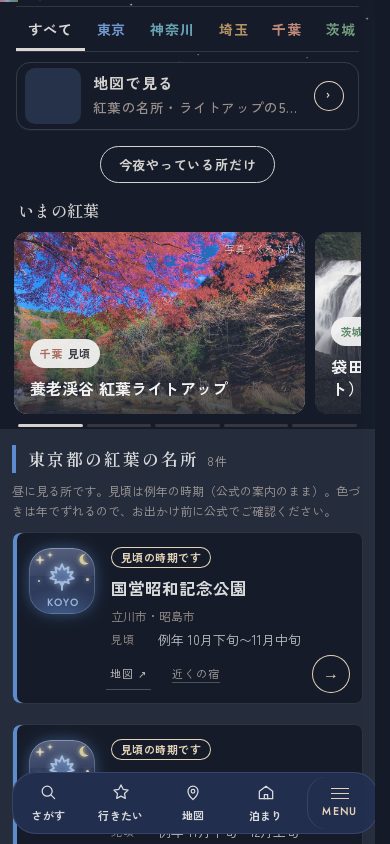 すべて 東京 神奈川 埼玉 千葉 茨城
地図で見る
紅葉の名所・ライトアップの5…
今夜やっている所だけ
いまの紅葉
千葉 見頃
養老渓谷 紅葉ライトアップ
茨城
袋田
ト）
東京都の紅葉の名所 8件
昼に見る所です。見頃は例年の時期（公式の案内のまま）。色づ
きは年でずれるので、お出かけ前に公式でご確認ください。
見頃の時期です
KOYO
国営昭和記念公園
立川市・昭島市
見頃 例年 10月下旬〜11月中旬
地図 ↗ 近くの宿 →
見頃の時期です
さがす 行きたい 地図 泊まり MENU